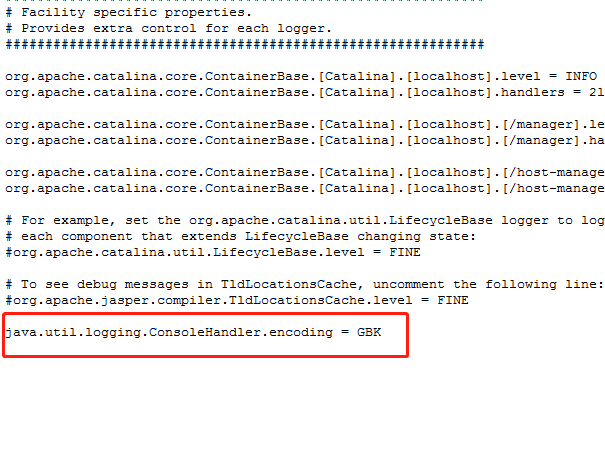 # Facility specific properties.
# Provides extra control for each logger.
############################################################
org.apache.catalina.core.ContainerBase.[Catalina].[localhost].level = INFO
org.apache.catalina.core.ContainerBase.[Catalina].[localhost].handlers = 2l
org.apache.catalina.core.ContainerBase.[Catalina].[localhost].[/manager].le
org.apache.catalina.core.ContainerBase.[Catalina].[localhost].[/manager].ha
org.apache.catalina.core.ContainerBase.[Catalina].[localhost].[/host-manage
org.apache.catalina.core.ContainerBase.[Catalina].[localhost].[/host-manage
# For example, set the org.apache.catalina.util.LifecycleBase logger to log
# each component that extends LifecycleBase changing state:
#org.apache.catalina.util.LifecycleBase.level = FINE
# To see debug messages in TldLocationsCache, uncomment the following line:
#org.apache.jasper.compiler.TldLocationsCache.level = FINE
java.util.logging.ConsoleHandler.encoding = GBK